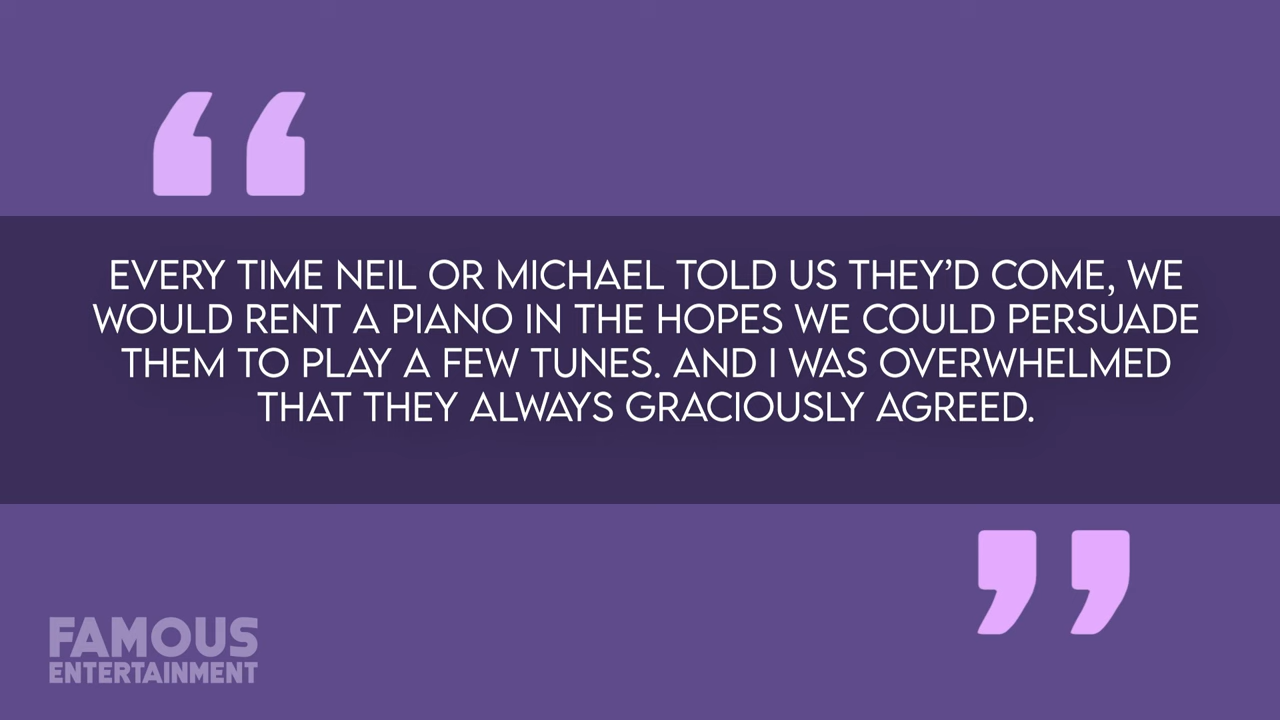 EVERY TIME NEIL OR MICHAEL TOLD US THEY’D COME, WE
WOULD RENT A PIANO IN THE HOPES WE COULD PERSUADE
THEM TO PLAY A FEW TUNES. AND I WAS OVERWHELMED
THAT THEY ALWAYS GRACIOUSLY AGREED.
FAMOUS
ENTERTAINMENT